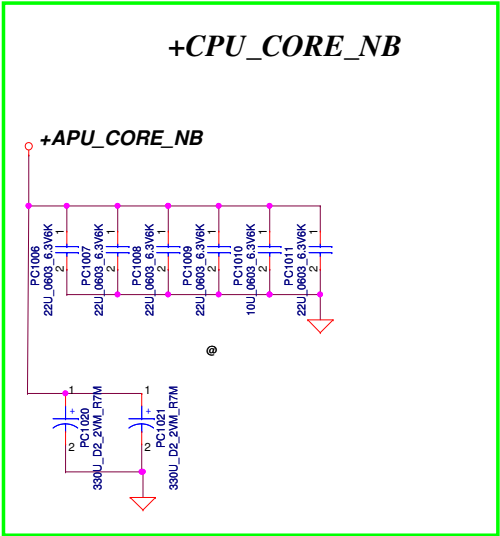 +CPU_CORE_NB
+APU_CORE_NB
PC1006
22U_0603_6.3V6K
1
2
PC1007
22U_0603_6.3V6K
1
2
PC1008
22U_0603_6.3V6K
1
2
PC1009
22U_0603_6.3V6K
1
2
PC1010
10U_0603_6.3V6K
1
2
PC1011
22U_0603_6.3V6K
1
2
@
1
+
2
PC1020
330U_D2_2VM_R7M
1
+
2
PC1021
330U_D2_2VM_R7M